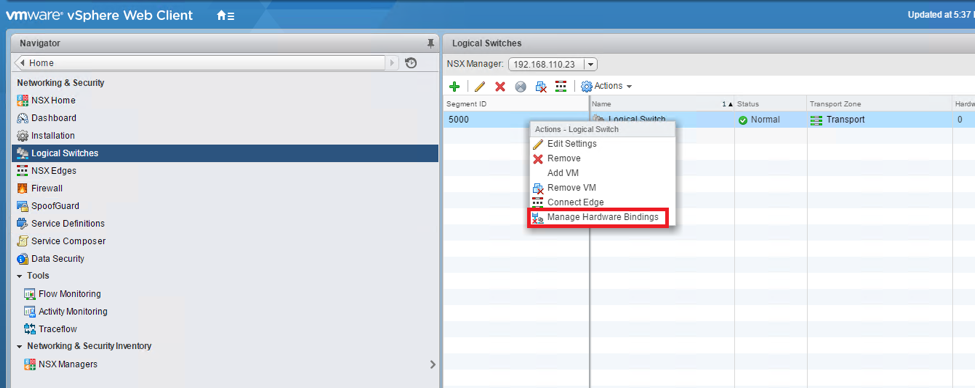 vmware® vSphere Web Client
Updated at 5:37
Navigator
Home
Networking & Security
NSX Home
Dashboard
Installation
Logical Switches
NSX Edges
Firewall
SpoofGuard
Service Definitions
Service Composer
Data Security
Tools
Flow Monitoring
Activity Monitoring
Traceflow
Networking & Security Inventory
NSX Managers
Logical Switches
NSX Manager: 192.168.110.23
Actions
Segment ID Name 1 Status Transport Zone Hardw
5000 Logical Switch Normal Transport 0
Actions - Logical Switch
Edit Settings
Remove
Add VM
Remove VM
Connect Edge
Manage Hardware Bindings